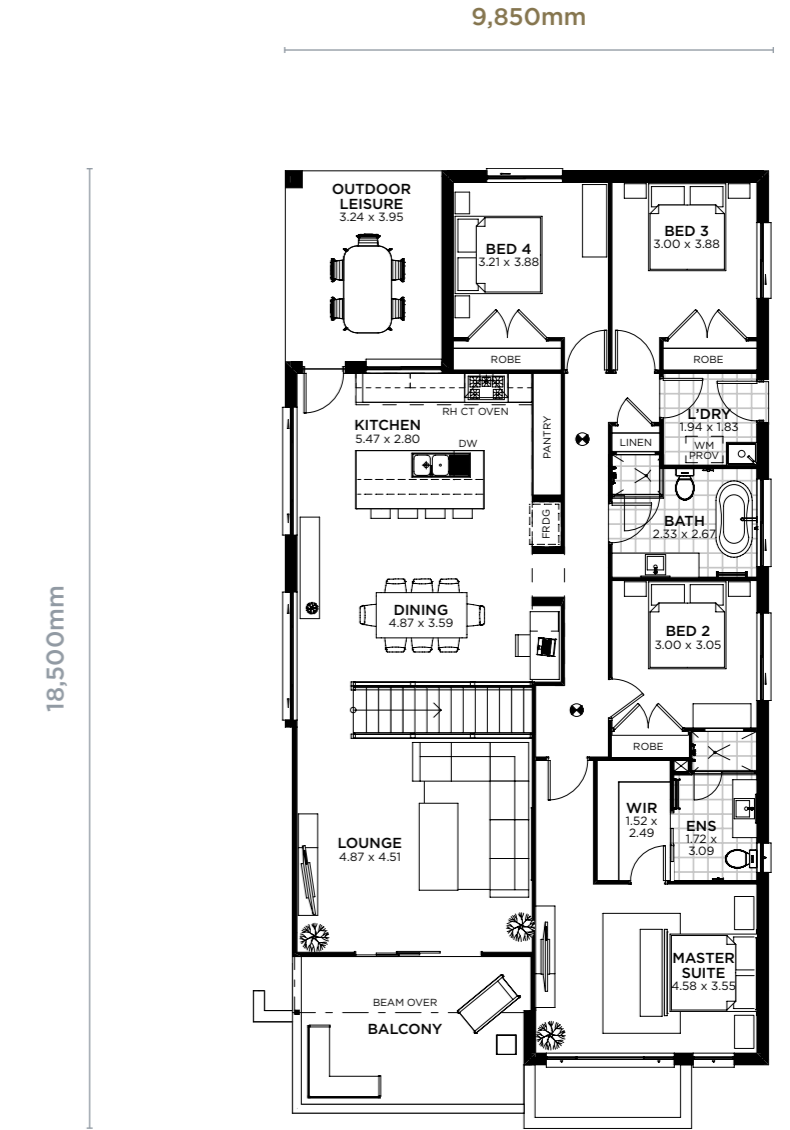 9,850mm
18,500mm
OUTDOOR
LEISURE
3.24 x 3.95
BED 4
3.21 x 3.88
BED 3
3.00 x 3.88
ROBE
ROBE
RH CT OVEN
KITCHEN
5.47 x 2.80
DW
PANTRY
L'DRY
1.94 x 1.83
LINEN
WM
PROV
FRDG
BATH
2.33 x 2.67
DINING
4.87 x 3.59
BED 2
3.00 x 3.05
ROBE
WIR
1.52 x
2.49
ENS
1.72 x
3.09
LOUNGE
4.87 x 4.51
MASTER
SUITE
4.58 x 3.55
BEAM OVER
BALCONY